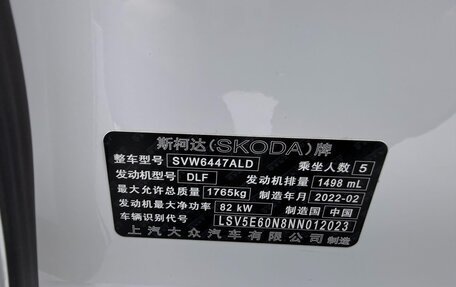 斯柯达(SKODA)牌
整车型号 SVW6447ALD 乘坐人数 5
发动机型号 DLF 发动机排量 1498 mL
最大允许总质量 1765kg 制造年月 2022-02
发动机最大净功率 82 kW 制造国 中国
车辆识别代号 LSV5E60N8NN012023
上汽大众汽车有限公司 制造